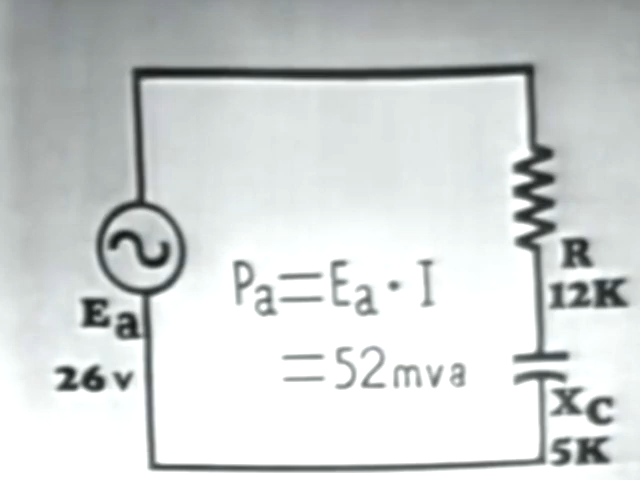 R
12K
Pa=Ea·I
Ea
=52mva
26v
Xc
5K